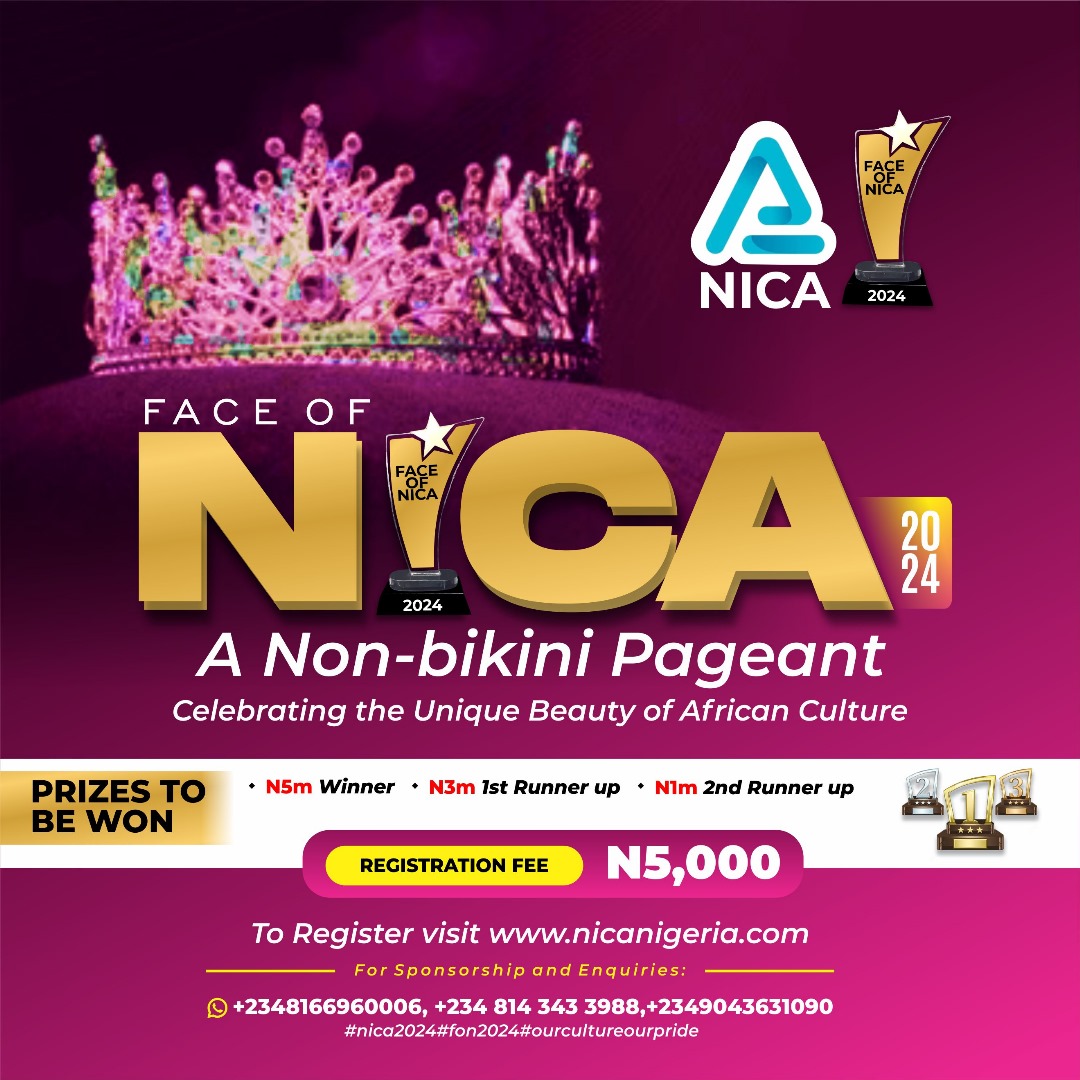 FACE
OF
NICA
NICA
2024
FACE OF
NICA
FACE
OF
NICA
2024
20
24
A Non-bikini Pageant
Celebrating the Unique Beauty of African Culture
PRIZES TO
BE WON
• N5m Winner • N3m 1st Runner up • N1m 2nd Runner up
2 1 3
REGISTRATION FEE N5,000
To Register visit www.nicanigeria.com
For Sponsorship and Enquiries:
+2348166960006, +234 814 343 3988,+2349043631090
#nica2024#fon2024#ourcultureourpride